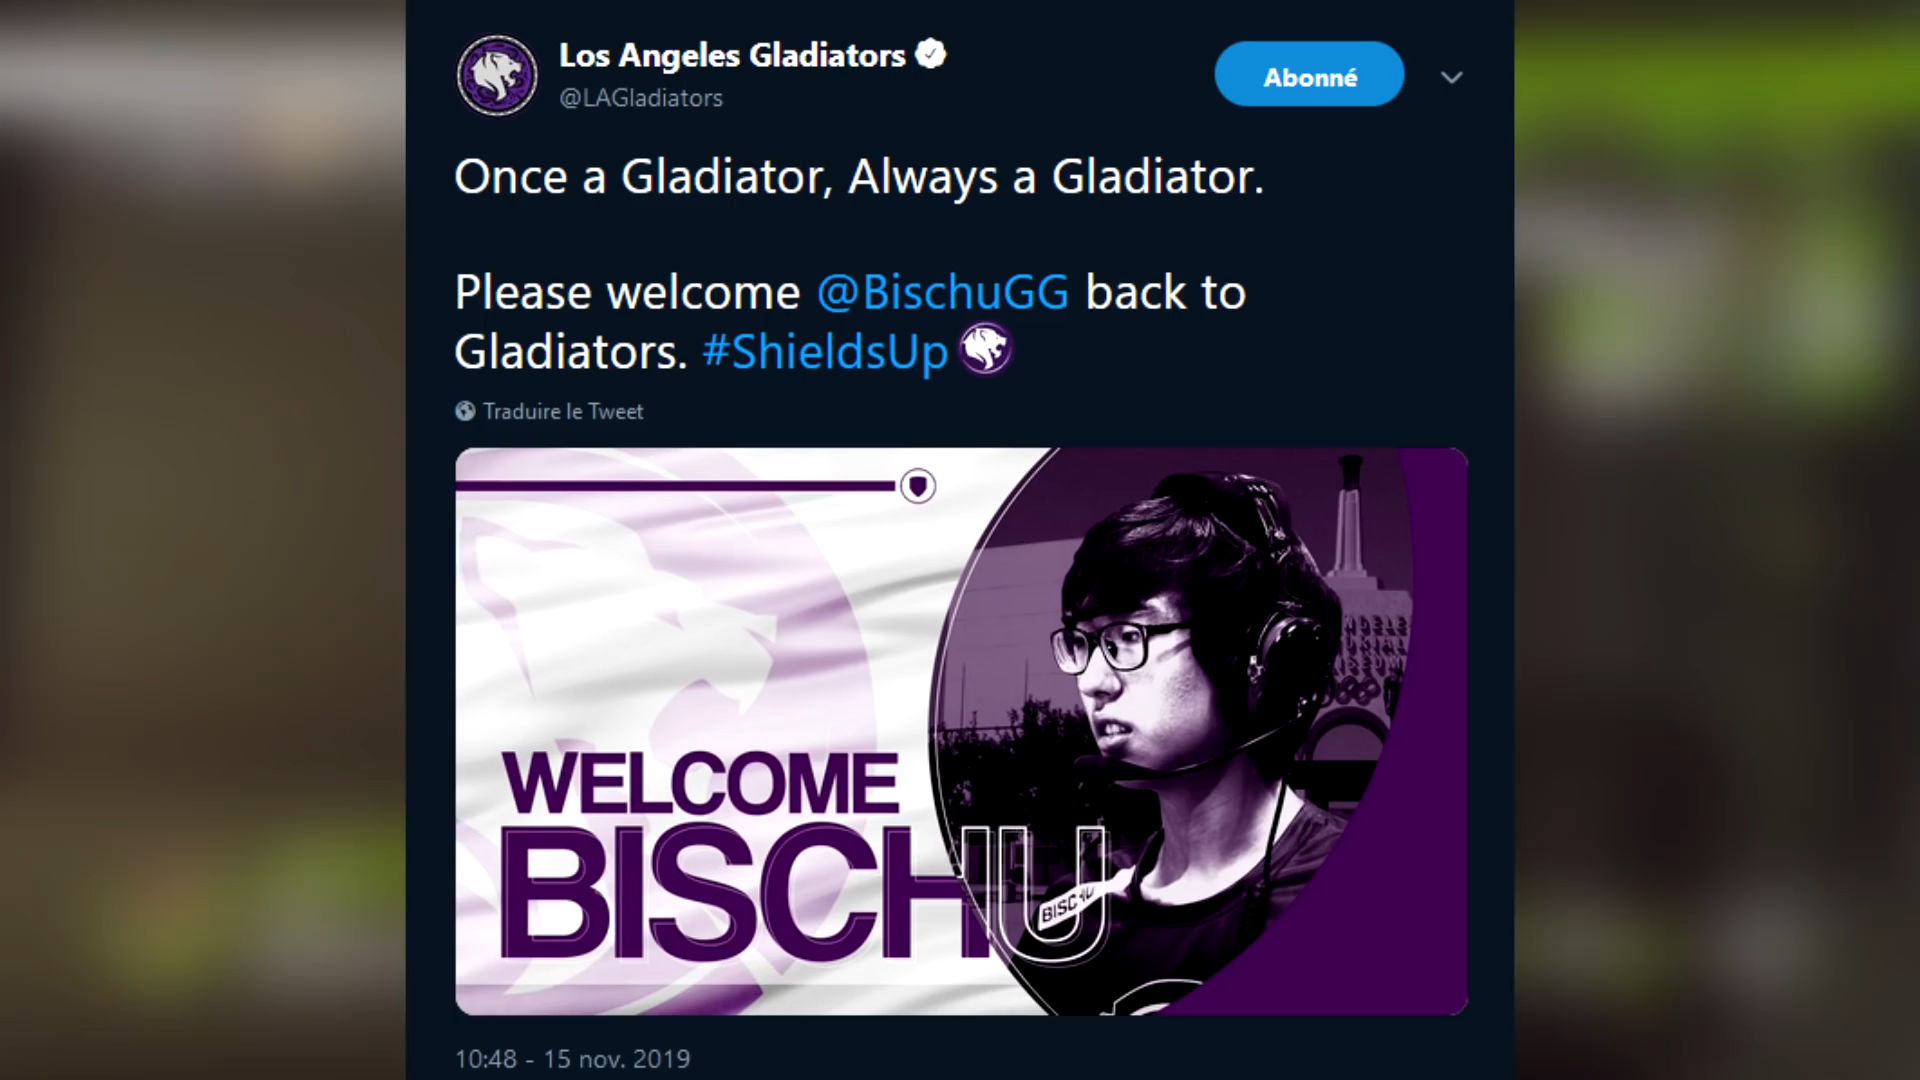 Los Angeles Gladiators
@LAGladiators
Abonné
Once a Gladiator, Always a Gladiator.
Please welcome @BischuGG back to
Gladiators. #ShieldsUp
Traduire le Tweet
WELCOME
BISCHU
BISCHU
10:48 - 15 nov. 2019